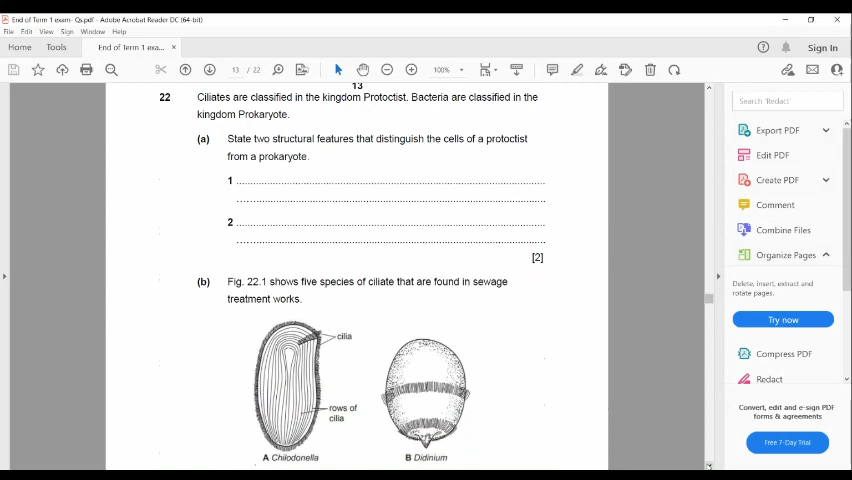 End of Term 1 exam- Qs.pdf - Adobe Acrobat Reader DC (64-bit)
File Edit View Sign Window Help
Home Tools End of Term 1 exa... × Sign In
13 / 22 100%
13
22 Ciliates are classified in the kingdom Protoctist. Bacteria are classified in the
kingdom Prokaryote.
(a) State two structural features that distinguish the cells of a protoctist
from a prokaryote.
1 ................................................................
................................................................
2 ................................................................
................................................................
[2]
(b) Fig. 22.1 shows five species of ciliate that are found in sewage
treatment works.
cilia
rows of
cilia
A Chilodonella B Didinium
Search 'Redact'
Export PDF
Edit PDF
Create PDF
Comment
Combine Files
Organize Pages
Delete, insert, extract and
rotate pages.
Try now
Compress PDF
Redact
Convert, edit and e-sign PDF
forms & agreements
Free 7-Day Trial